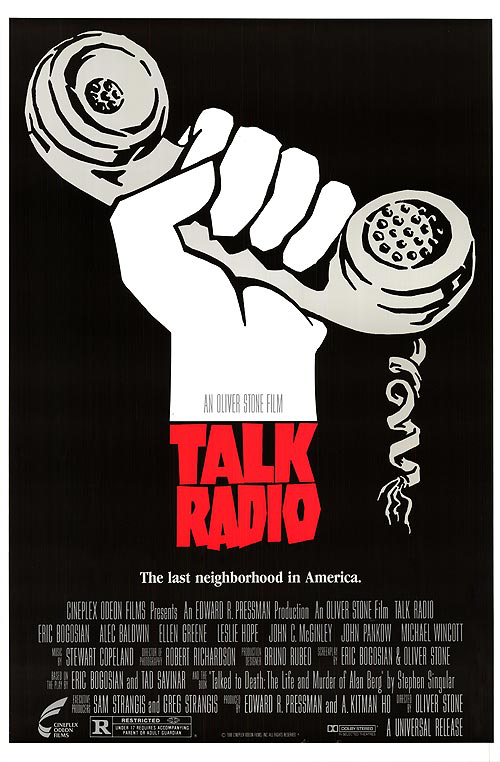 AN OLIVER STONE FILM
TALK
RADIO
The last neighborhood in America.
CINEPLEX ODEON FILMS Presents An EDWARD R. PRESSMAN Production An OLIVER STONE Film TALK RADIO
ERIC BOGOSIAN ALEC BALDWIN ELLEN GREENE LESLIE HOPE JOHN C. McGINLEY JOHN PANKOW MICHAEL WINCOTT
MUSIC BY STEWART COPELAND DIRECTOR OF PHOTOGRAPHY ROBERT RICHARDSON PRODUCTION DESIGNER BRUNO RUBEO SCREENPLAY BY ERIC BOGOSIAN & OLIVER STONE
BASED ON THE PLAY BY ERIC BOGOSIAN and TAD SAVINAR AND THE BOOK "Talked to Death: The Life and Murder of Alan Berg" by Stephen Singular
EXECUTIVE PRODUCERS SAM STRANGIS and GREG STRANGIS PRODUCED BY EDWARD R. PRESSMAN and A. KITMAN HO DIRECTED BY OLIVER STONE
CINEPLEX ODEON FILMS
R RESTRICTED
UNDER 17 REQUIRES ACCOMPANYING PARENT OR ADULT GUARDIAN
DOLBY STEREO
A UNIVERSAL RELEASE